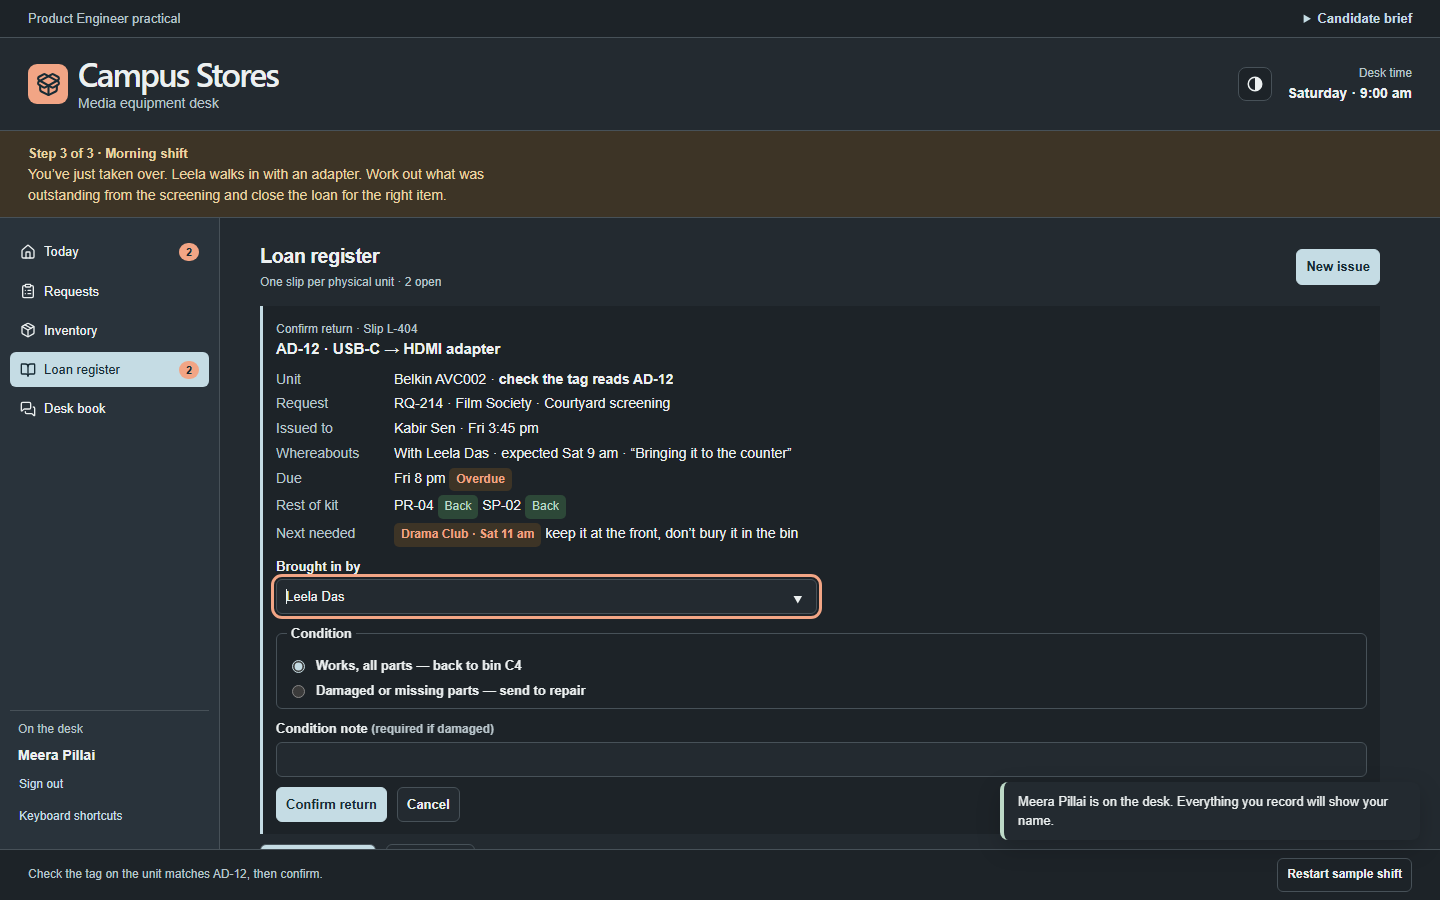 Product Engineer practical
▶ Candidate brief
Campus Stores
Media equipment desk
Desk time
Saturday · 9:00 am
Step 3 of 3 · Morning shift
You’ve just taken over. Leela walks in with an adapter. Work out what was
outstanding from the screening and close the loan for the right item.
Today 2
Requests
Inventory
Loan register 2
Desk book
On the desk
Meera Pillai
Sign out
Keyboard shortcuts
Loan register
One slip per physical unit · 2 open
New issue
Confirm return · Slip L-404
AD-12 · USB-C → HDMI adapter
Unit Belkin AVC002 · check the tag reads AD-12
Request RQ-214 · Film Society · Courtyard screening
Issued to Kabir Sen · Fri 3:45 pm
Whereabouts With Leela Das · expected Sat 9 am · “Bringing it to the counter”
Due Fri 8 pm Overdue
Rest of kit PR-04 Back SP-02 Back
Next needed Drama Club · Sat 11 am keep it at the front, don’t bury it in the bin
Brought in by
Leela Das
Condition
Works, all parts — back to bin C4
Damaged or missing parts — send to repair
Condition note (required if damaged)
Confirm return Cancel
Meera Pillai is on the desk. Everything you record will show your
name.
Check the tag on the unit matches AD-12, then confirm.
Restart sample shift